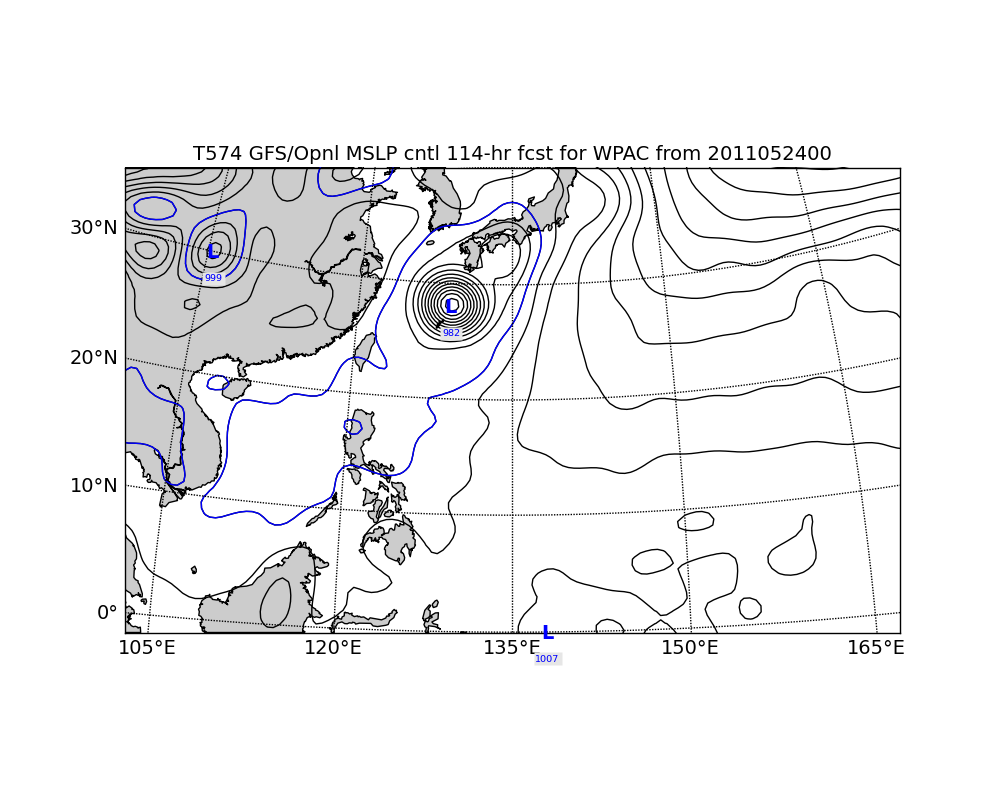 T574 GFS/Opnl MSLP cntl 114-hr fcst for WPAC from 2011052400
30°N
L
999
L
982
20°N
10°N
0°
L
105°E 120°E 135°E 150°E 165°E
1007